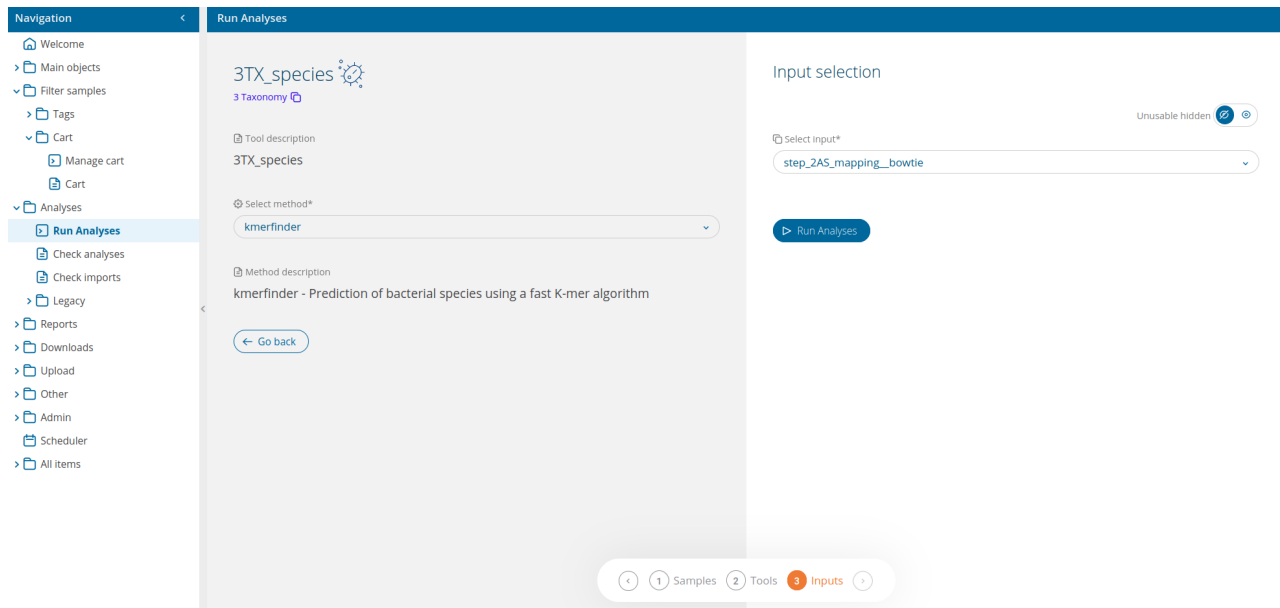 Navigation
Run Analyses
Welcome
Main objects
Filter samples
Tags
Cart
Manage cart
Cart
Analyses
Run Analyses
Check analyses
Check imports
Legacy
Reports
Downloads
Upload
Other
Admin
Scheduler
All items
3TX_species
3 Taxonomy
Tool description
3TX_species
Select method*
kmerfinder
Method description
kmerfinder - Prediction of bacterial species using a fast K-mer algorithm
Go back
Input selection
Unusable hidden
Select input*
step_2AS_mapping__bowtie
Run Analyses
1 Samples 2 Tools 3 Inputs